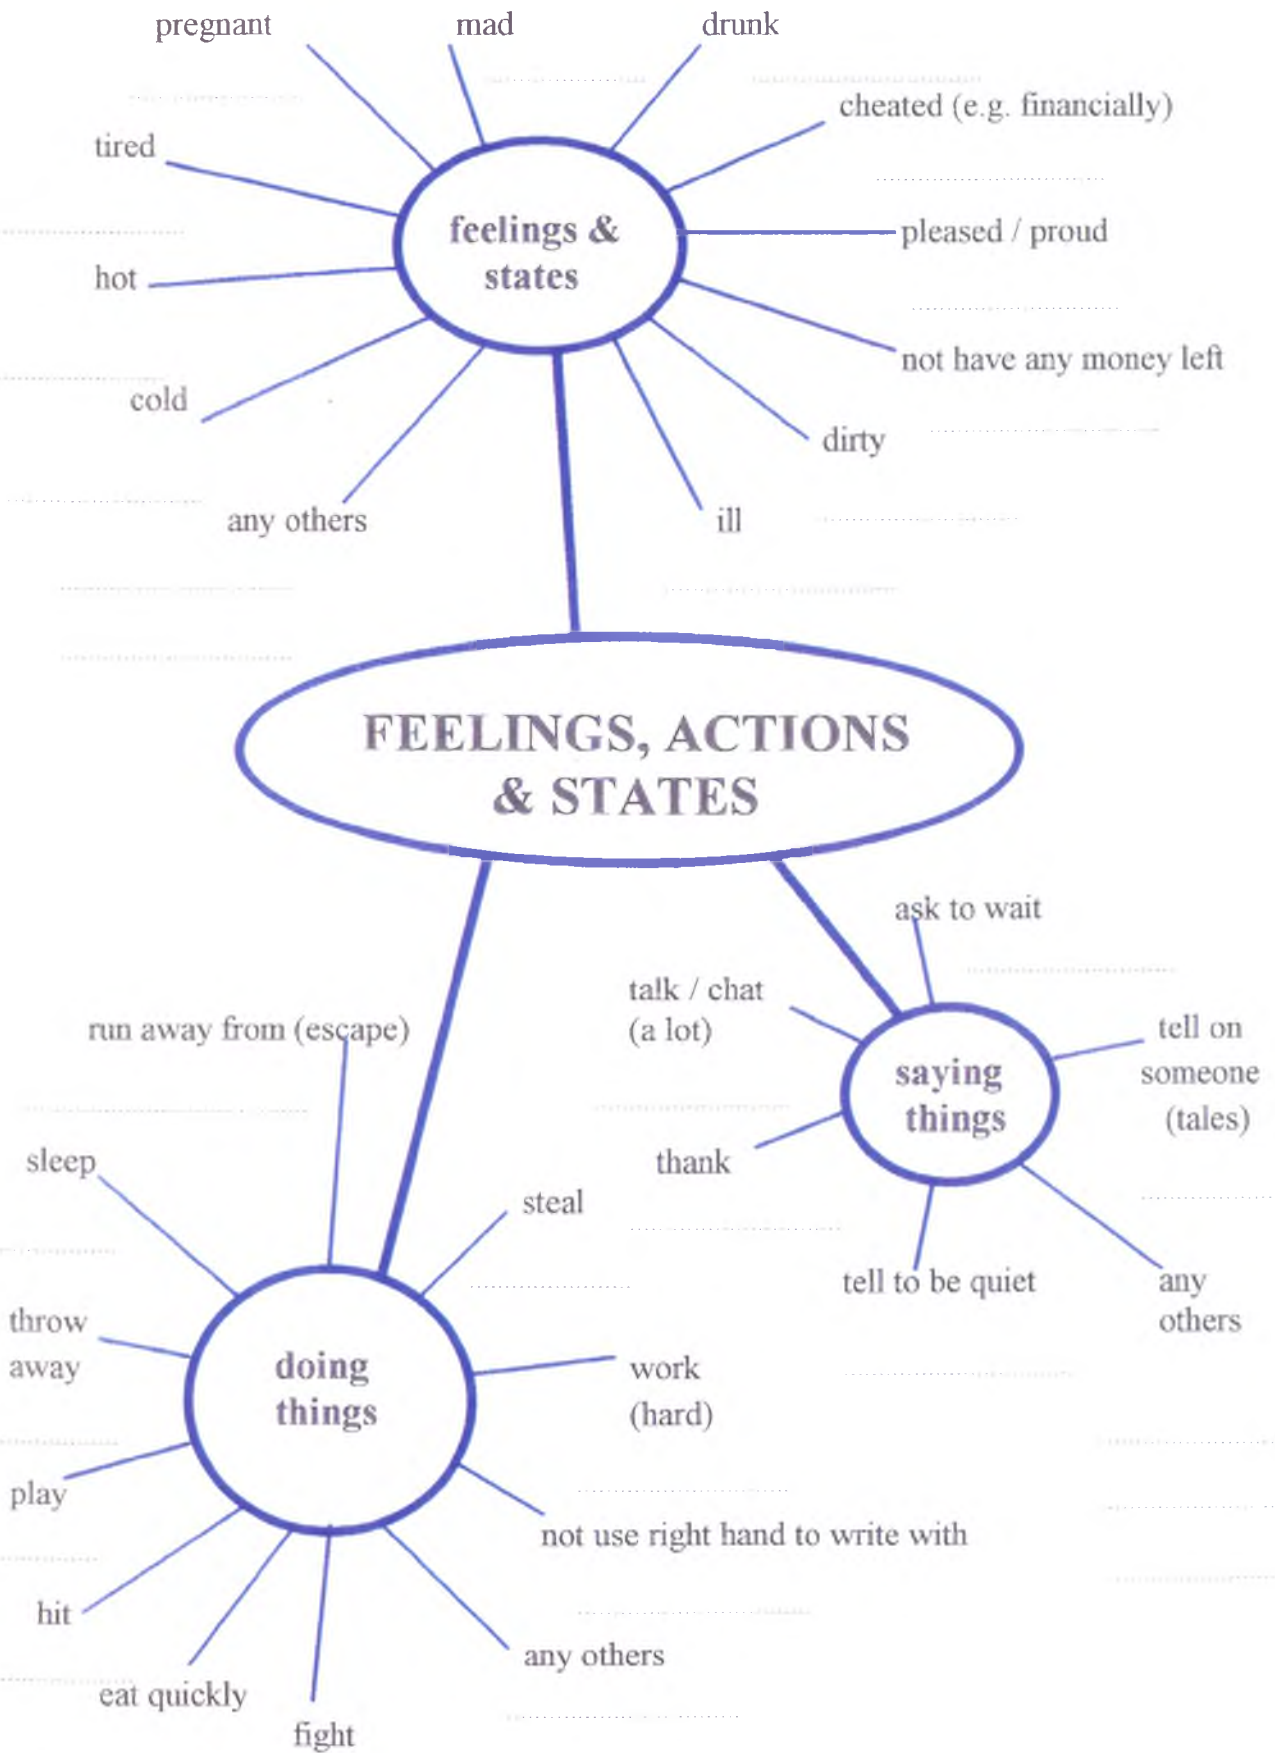 pregnant
mad
drunk
cheated (e.g. financially)
tired
feelings &
states
pleased / proud
hot
not have any money left
cold
dirty
any others
ill
FEELINGS, ACTIONS
& STATES
ask to wait
talk / chat
(a lot)
tell on
someone
(tales)
saying
things
thank
tell to be quiet
any
others
run away from (escape)
sleep
steal
throw
away
doing
things
work
(hard)
play
not use right hand to write with
hit
any others
eat quickly
fight